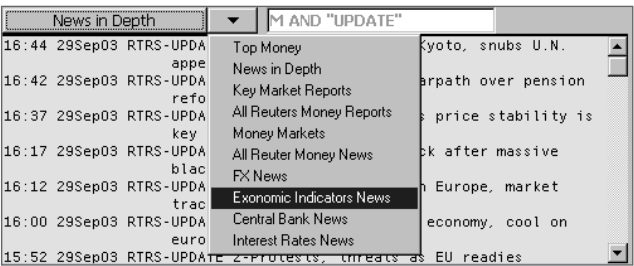 News in Depth M AND "UPDATE"
16:44 29Sep03 RTRS-UPDA Kyoto, snubs U.N.
appe
16:42 29Sep03 RTRS-UPDA arpath over pension
refo
16:37 29Sep03 RTRS-UPDA s price stability is
key
16:17 29Sep03 RTRS-UPDA ck after massive
blac
16:12 29Sep03 RTRS-UPDA n Europe, market
trac
16:00 29Sep03 RTRS-UPDA economy, cool on
euro
15:52 29Sep03 RTRS-UPDATE 2-Protests, threats as EU readies
Top Money
News in Depth
Key Market Reports
All Reuters Money Reports
Money Markets
All Reuter Money News
FX News
Exonomic Indicators News
Central Bank News
Interest Rates News